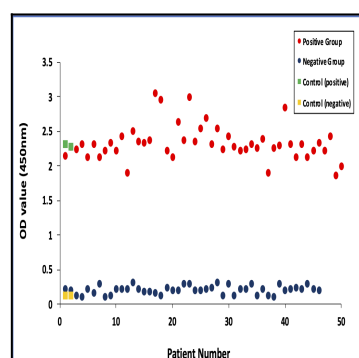 Positive Group
Negative Group
Control (positive)
Control (negative)
OD value (450nm)
3.5
3
2.5
2
1.5
1
0.5
0
0 10 20 30 40 50
Patient Number